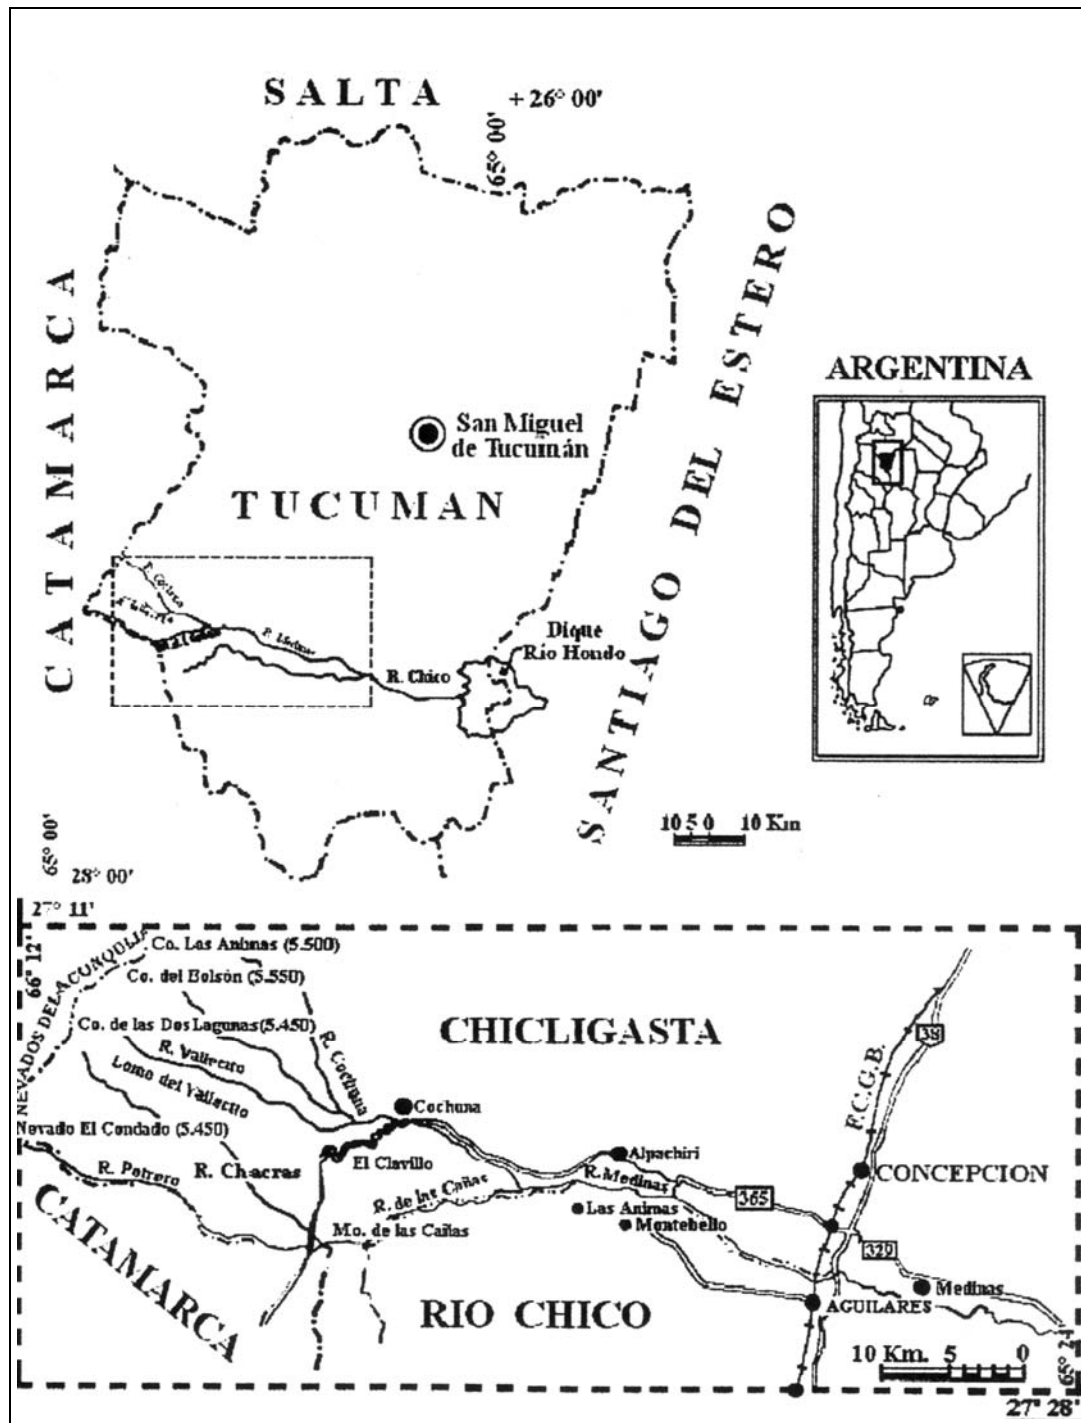 SALTA
+ 26° 00'
65° 00'
CATAMARCA
SANTIAGO DEL ESTERO
ARGENTINA
San Miguel
de Tucumán
TUCUMAN
R. Cochuna
R. Medinas
Dique
Río Hondo
R. Chico
10 5 0 10 Km
65° 00'
28° 00'
27° 11'
66° 12'
NEVADOS DEL ACONQUIJA
Co. Las Animas (5.500)
Co. del Bolsón (5.550)
Co. de las Dos Lagunas (5.450)
R. Vallecito
Lomo del Vallecito
R. Cochuna
CHICLIGASTA
38
F.C.G.B.
Cochuna
Nevado El Condado (5.450)
El Clavillo
Alpachiri
R. Potrero
R. Chacras
R. de las Cañas
R. Medinas
CONCEPCION
365
Las Animas
Montebello
Mo. de las Cañas
329
CATAMARCA
RIO CHICO
Medinas
AGUILARES
10 Km. 5 0
27° 28'